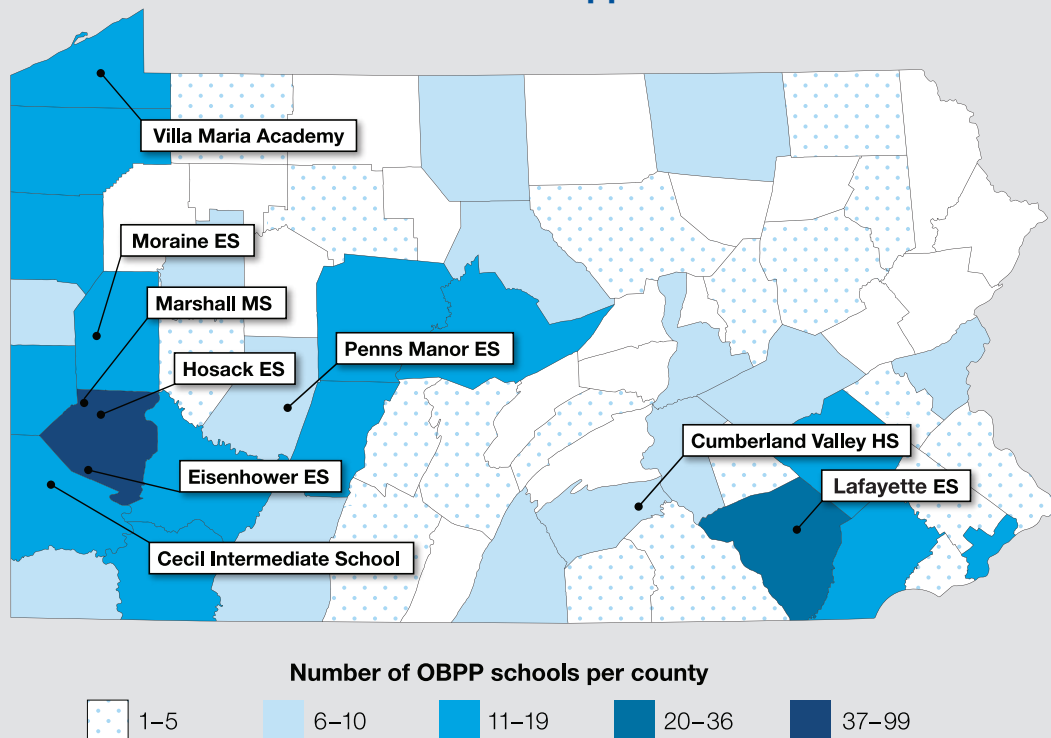 Villa Maria Academy
Moraine ES
Marshall MS
Penns Manor ES
Hosack ES
Cumberland Valley HS
Eisenhower ES
Lafayette ES
Cecil Intermediate School
Number of OBPP schools per county
1–5 6–10 11–19 20–36 37–99